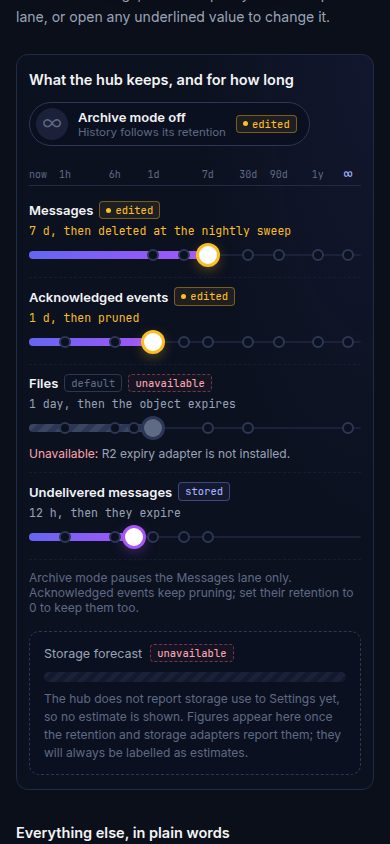 lane, or open any underlined value to change it.
What the hub keeps, and for how long
Archive mode off
History follows its retention
edited
now 1h 6h 1d 7d 30d 90d 1y ∞
Messages edited
7 d, then deleted at the nightly sweep
Acknowledged events edited
1 d, then pruned
Files default unavailable
1 day, then the object expires
Unavailable: R2 expiry adapter is not installed.
Undelivered messages stored
12 h, then they expire
Archive mode pauses the Messages lane only.
Acknowledged events keep pruning; set their retention to
0 to keep them too.
Storage forecast unavailable
The hub does not report storage use to Settings yet,
so no estimate is shown. Figures appear here once
the retention and storage adapters report them; they
will always be labelled as estimates.
Everything else, in plain words